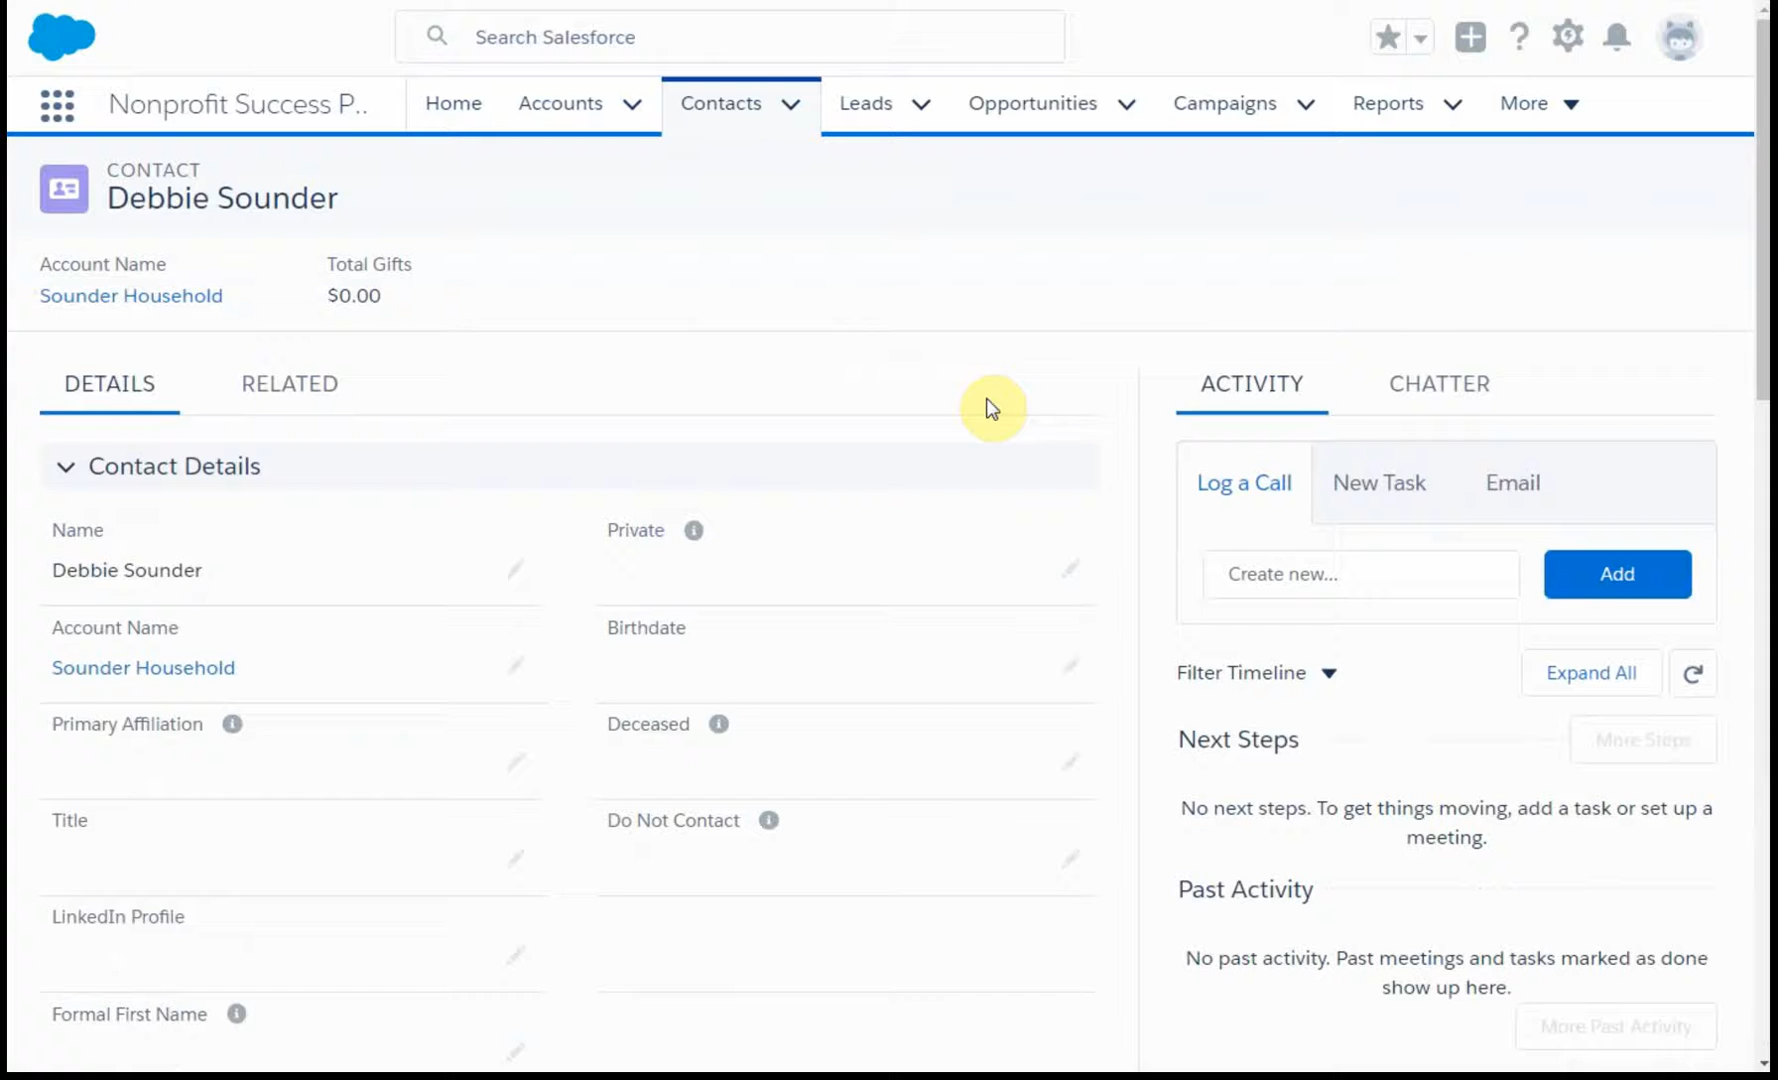 Search Salesforce
Nonprofit Success P..
Home
Accounts
Contacts
Leads
Opportunities
Campaigns
Reports
More
CONTACT
Debbie Sounder
Account Name
Total Gifts
Sounder Household
$0.00
DETAILS
RELATED
ACTIVITY
CHATTER
Contact Details
Log a Call
New Task
Email
Name
Private
Debbie Sounder
Create new...
Add
Account Name
Birthdate
Sounder Household
Filter Timeline
Expand All
Primary Affiliation
Deceased
Next Steps
More Steps
Title
Do Not Contact
No next steps. To get things moving, add a task or set up a
meeting.
Past Activity
LinkedIn Profile
No past activity. Past meetings and tasks marked as done
show up here.
Formal First Name
More Past Activity